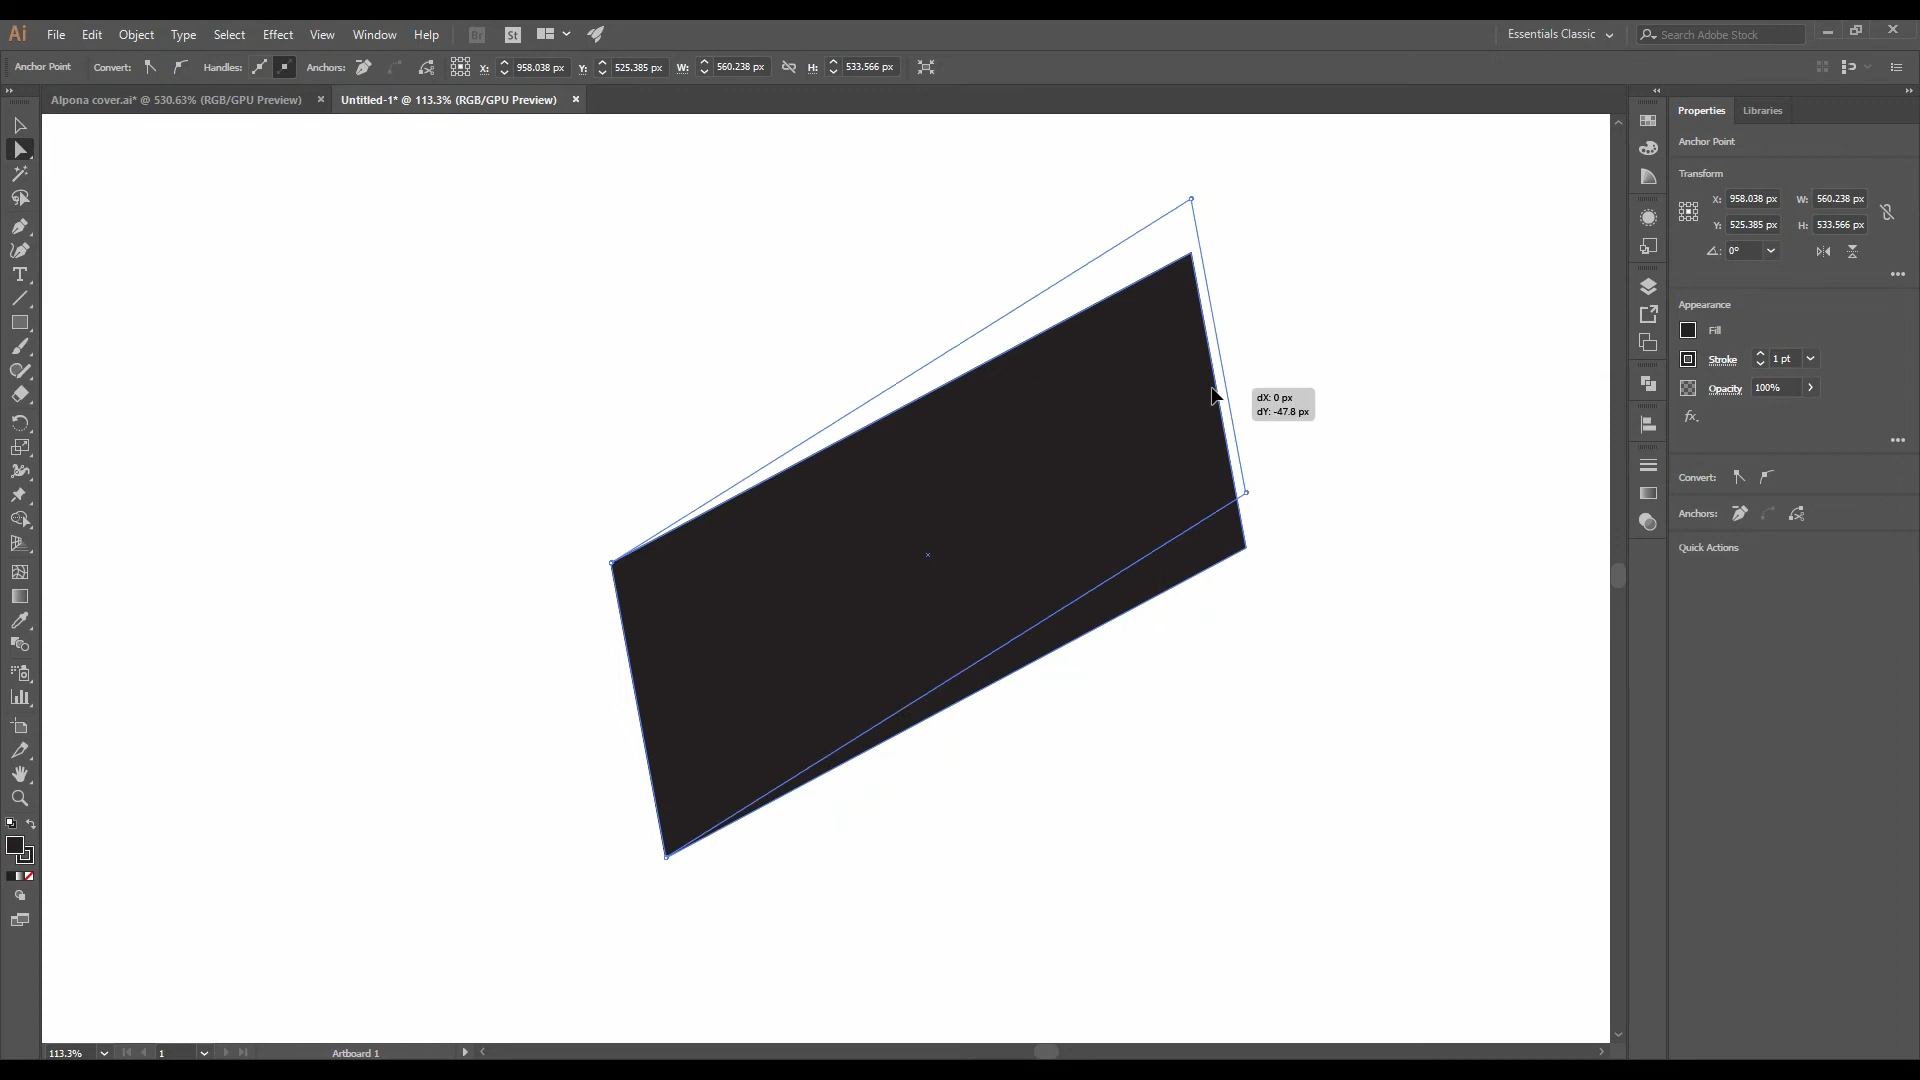 Ai File Edit Object Type Select Effect View Window Help Br St Essentials Classic Search Adobe Stock
Anchor Point Convert: Handles: Anchors: X: 958.038 px Y: 525.385 px W: 560.238 px H: 533.566 px
Alpona cover.ai* @ 530.63% (RGB/GPU Preview) × Untitled-1* @ 113.3% (RGB/GPU Preview) ×
Properties Libraries
Anchor Point
Transform
X: 958.038 px W: 560.238 px
Y: 525.385 px H: 533.566 px
0°
Appearance
Fill
Stroke 1 pt
Opacity 100%
fx.
dX: 0 px
dY: -47.8 px
Convert:
Anchors:
Quick Actions
113.3% 1 Artboard 1